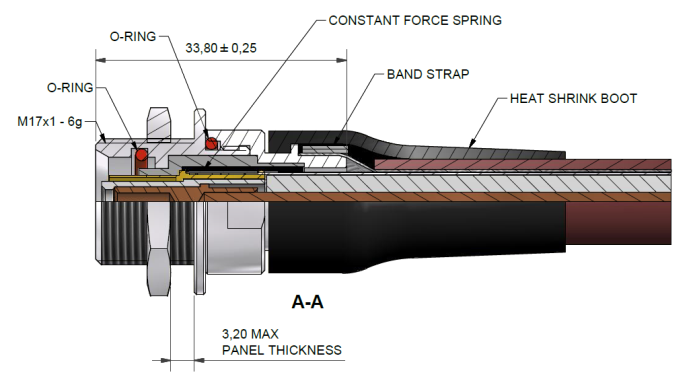 CONSTANT FORCE SPRING
O-RING
33,80 ± 0,25
BAND STRAP
O-RING
HEAT SHRINK BOOT
M17x1 - 6g
A-A
3,20 MAX
PANEL THICKNESS